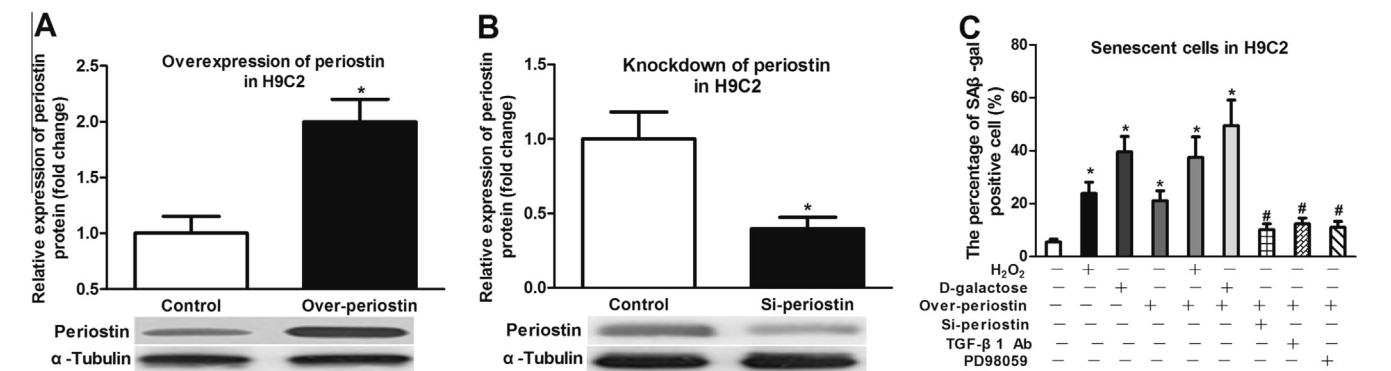 A
Overexpression of periostin
in H9C2
Relative expression of periostin
protein (fold change)
2.5
2.0
1.5
1.0
0.5
*
Control Over-periostin
Periostin
α -Tubulin
B
Knockdown of periostin
in H9C2
Relative expression of periostin
protein (fold change)
1.5
1.0
0.5
0.0
*
Control Si-periostin
Periostin
α -Tubulin
C
Senescent cells in H9C2
The percentage of SAβ -gal
positive cell (%)
80
60
40
20
0
* * * * * # # #
H₂O₂ − + − − + − − − −
D-galactose − − + − − + − − −
Over-periostin − − − + + + + + +
Si-periostin − − − − − − + − −
TGF-β 1 Ab − − − − − − − + −
PD98059 − − − − − − − − +